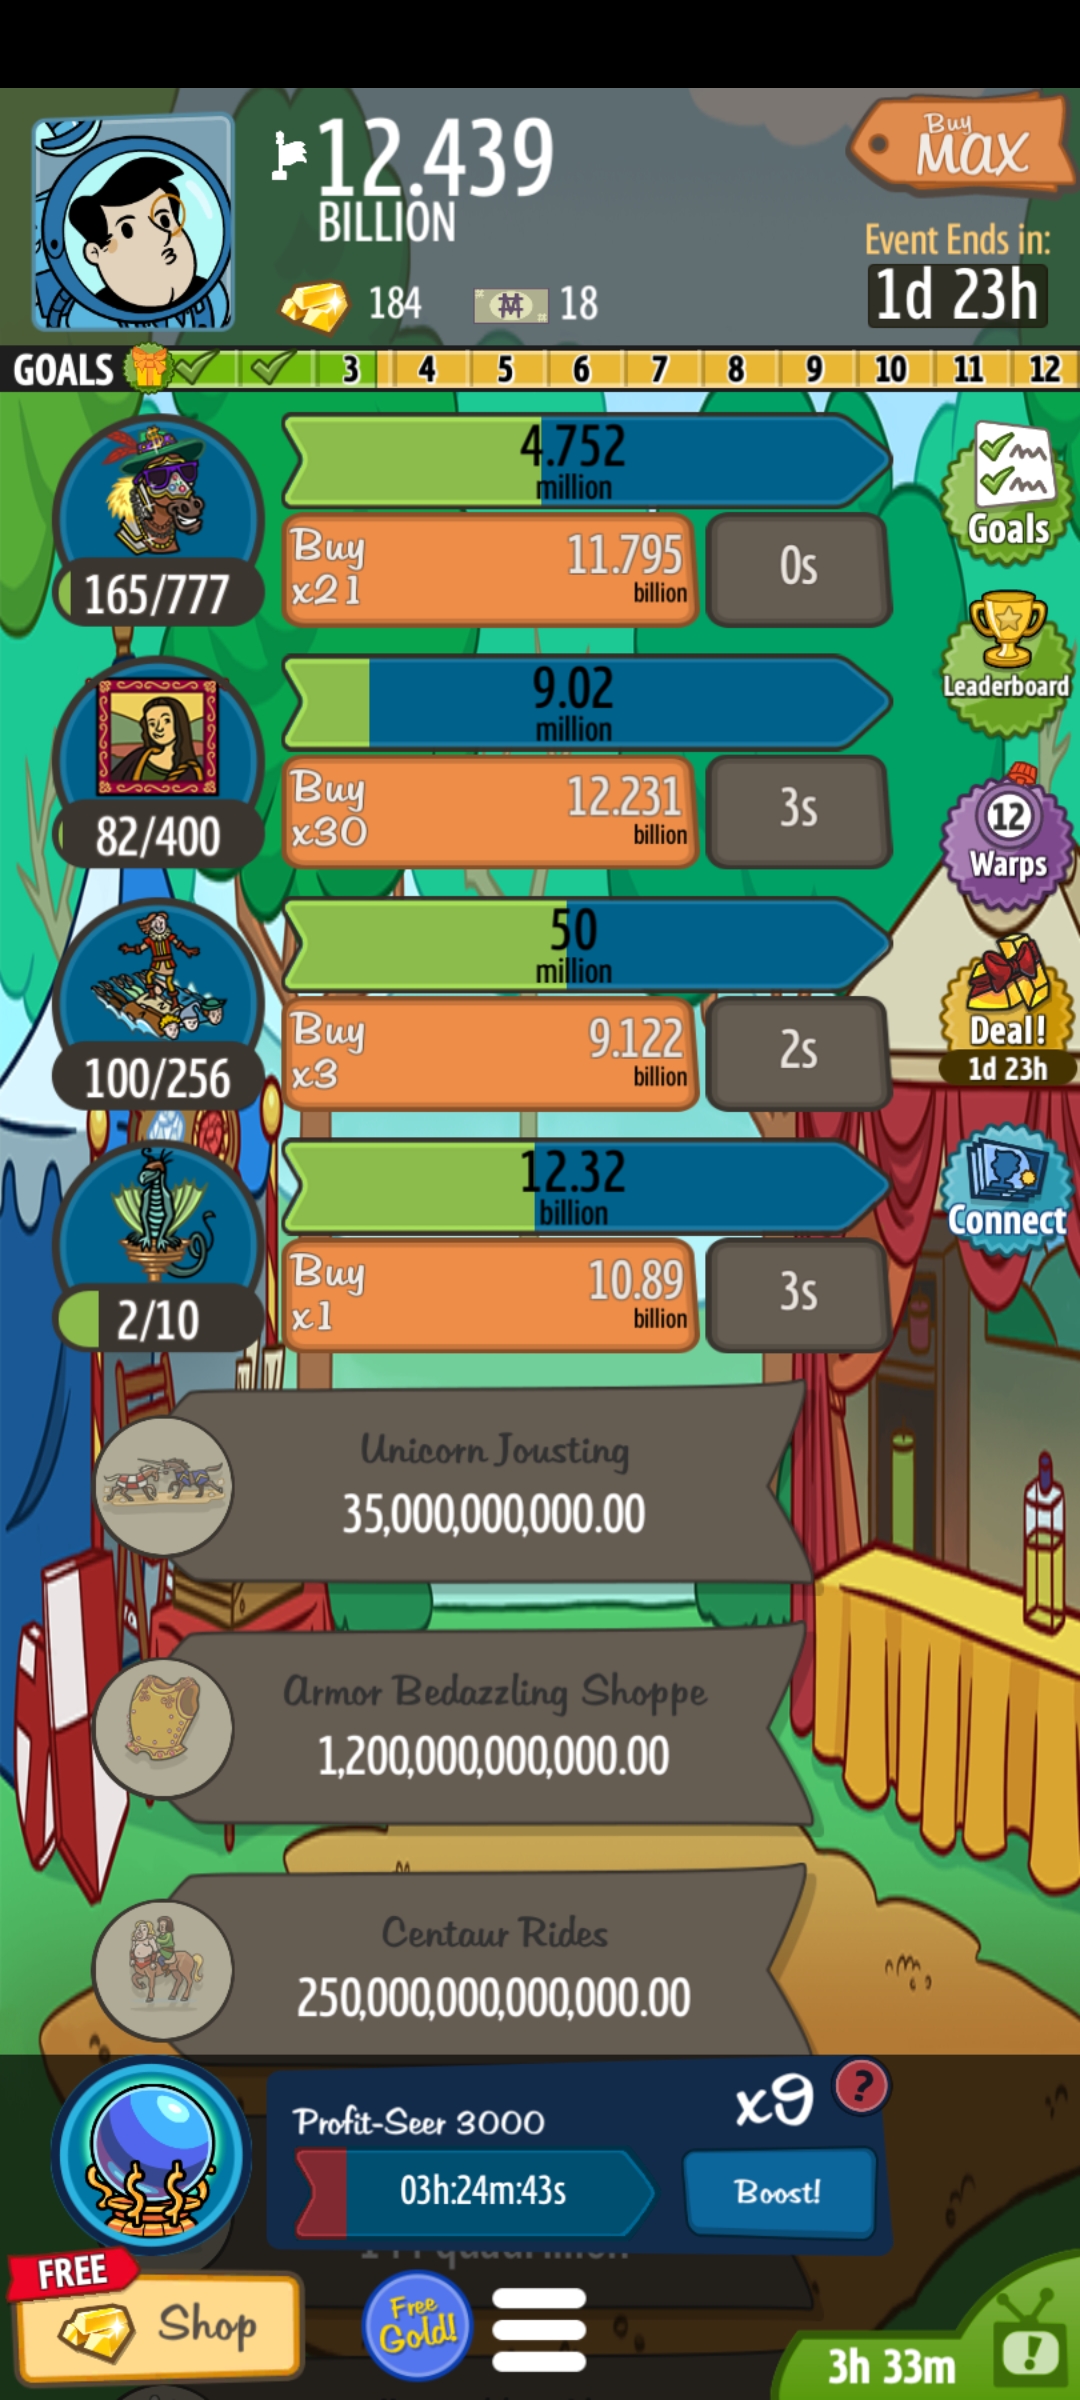 12.439
BILLION
Buy
MAX
Event Ends in:
1d 23h
184
18
GOALS 3 4 5 6 7 8 9 10 11 12
4.752
million
Buy
x21
11.795
billion
0s
165/777
Goals
Leaderboard
9.02
million
Buy
x30
12.231
billion
3s
82/400
12
Warps
50
million
Buy
x3
9.122
billion
2s
100/256
Deal!
1d 23h
12.32
billion
Buy
x1
10.89
billion
3s
2/10
Connect
Unicorn Jousting
35,000,000,000.00
Armor Bedazzling Shoppe
1,200,000,000,000.00
Centaur Rides
250,000,000,000,000.00
Profit-Seer 3000
x9
?
03h:24m:43s
Boost!
FREE
Shop
Free
Gold!
3h 33m
!